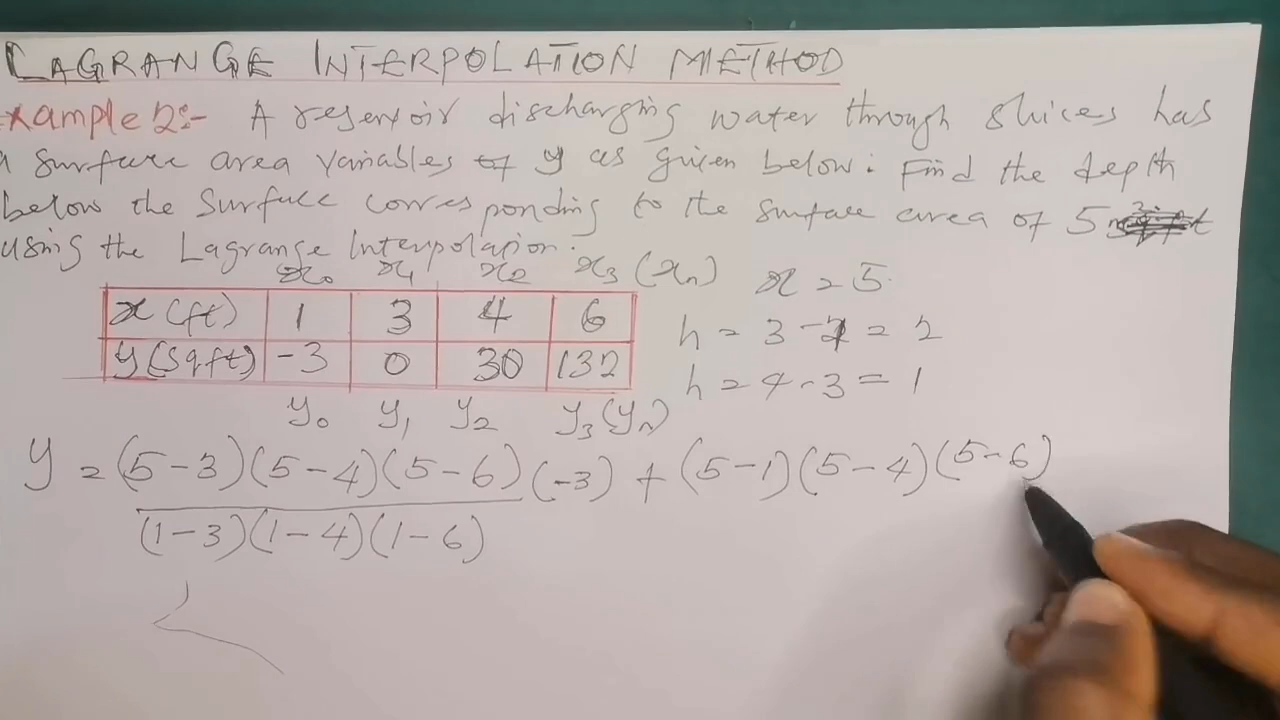 LAGRANGE INTERPOLATION METHOD
Example 2:- A reservoir discharging water through sluices has
a surface area variables of y as given below: Find the depth
below the surface corresponding to the surface area of 5
using the Lagrange Interpolation.
x₀ x₁ x₂ x₃ (xₙ) x = 5
x (ft) 1 3 4 6
h = 3 - 1 = 2
y (sqft) -3 0 30 132
h = 4 - 3 = 1
y₀ y₁ y₂ y₃ (yₙ)
y = (5-3)(5-4)(5-6) (-3) + (5-1)(5-4)(5-6)
(1-3)(1-4)(1-6)